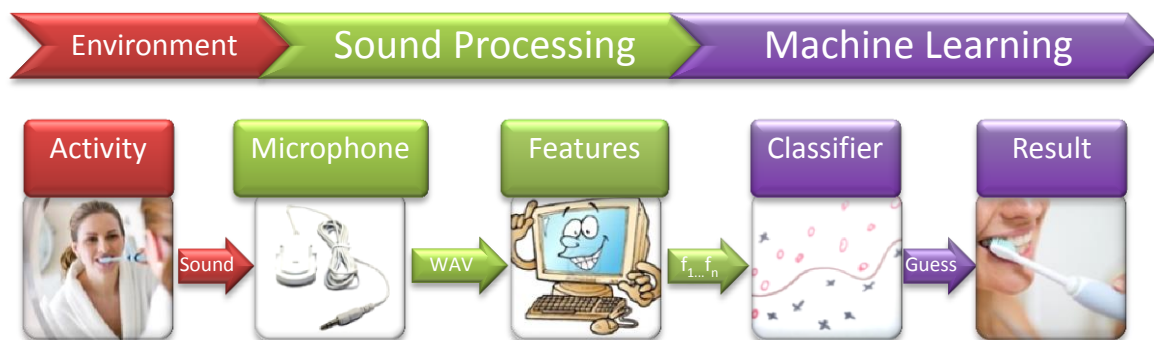 Environment
Sound Processing
Machine Learning
Activity
Microphone
Features
Classifier
Result
Sound
WAV
f1...fn
Guess